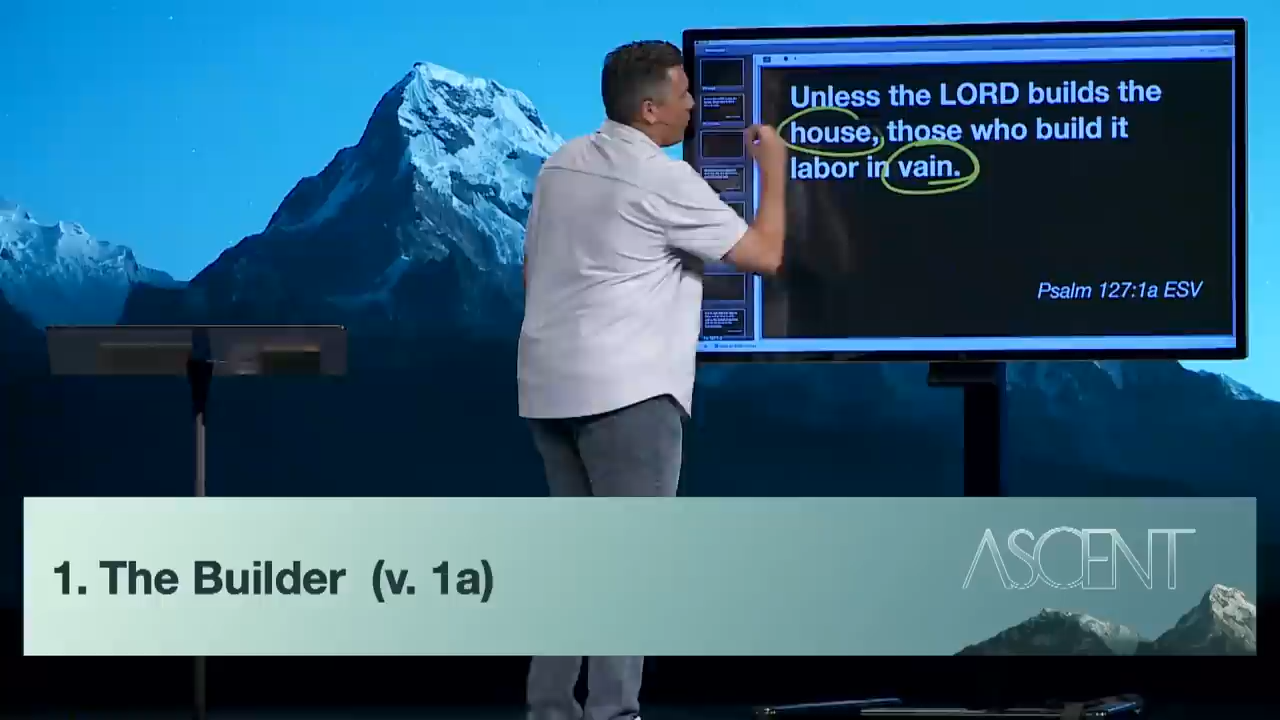 Unless the LORD builds the
house, those who build it
labor in vain.
Psalm 127:1a ESV
1. The Builder (v. 1a)
ASCENT